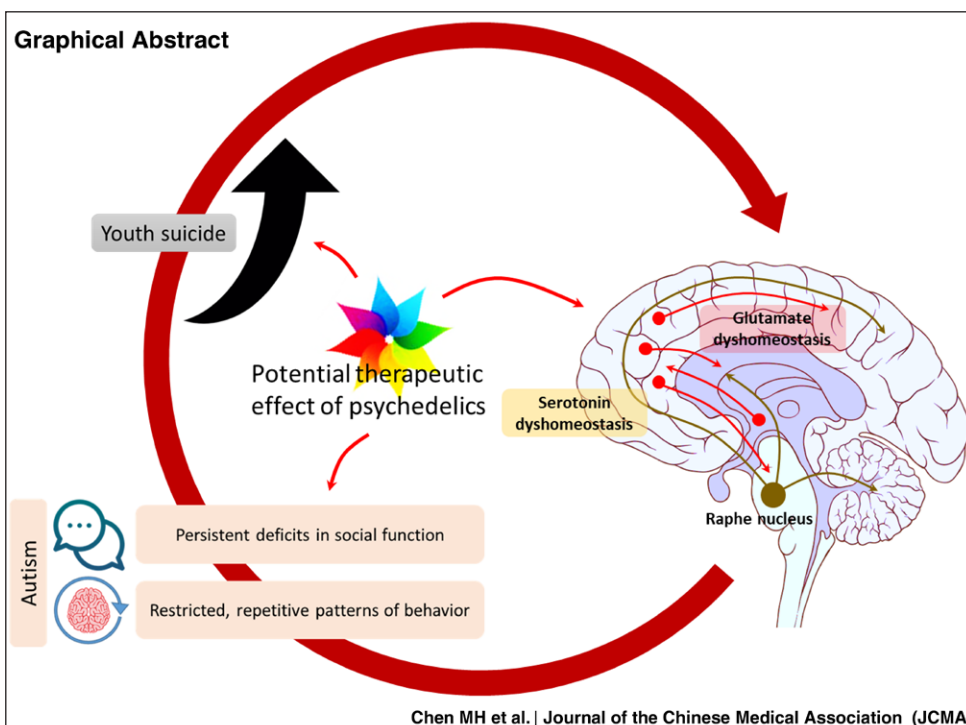 Graphical Abstract
Youth suicide
Potential therapeutic
effect of psychedelics
Glutamate
dyshomeostasis
Serotonin
dyshomeostasis
Raphe nucleus
Autism
Persistent deficits in social function
Restricted, repetitive patterns of behavior
Chen MH et al. | Journal of the Chinese Medical Association (JCMA